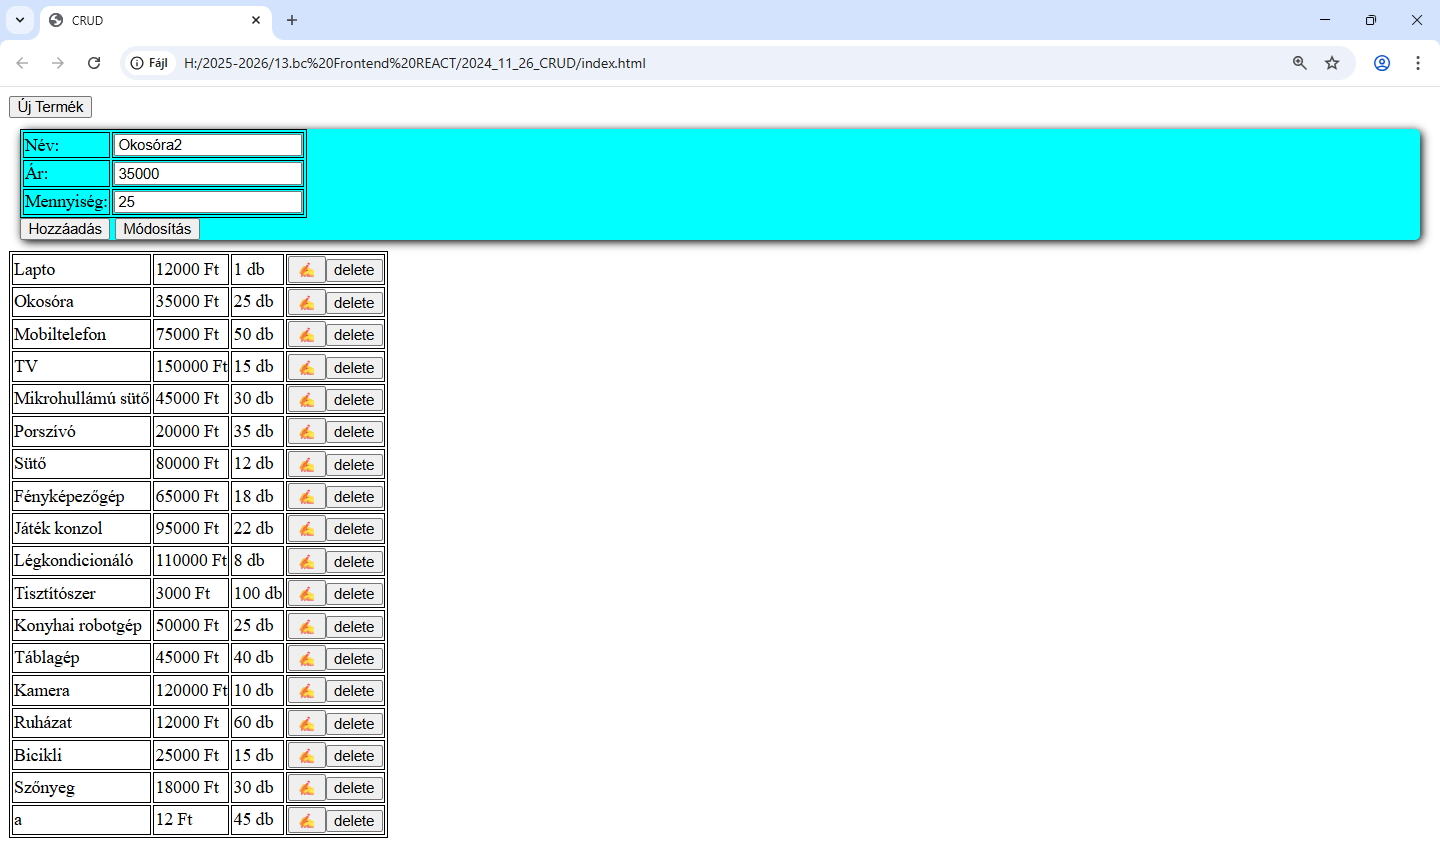 CRUD
Fájl H:/2025-2026/13.bc%20Frontend%20REACT/2024_11_26_CRUD/index.html
Új Termék
Név: Okosóra2
Ár: 35000
Mennyiség: 25
Hozzáadás Módosítás
Lapto 12000 Ft 1 db delete
Okosóra 35000 Ft 25 db delete
Mobiltelefon 75000 Ft 50 db delete
TV 150000 Ft 15 db delete
Mikrohullámú sütő 45000 Ft 30 db delete
Porszívó 20000 Ft 35 db delete
Sütő 80000 Ft 12 db delete
Fényképezőgép 65000 Ft 18 db delete
Játék konzol 95000 Ft 22 db delete
Légkondicionáló 110000 Ft 8 db delete
Tisztítószer 3000 Ft 100 db delete
Konyhai robotgép 50000 Ft 25 db delete
Táblagép 45000 Ft 40 db delete
Kamera 120000 Ft 10 db delete
Ruházat 12000 Ft 60 db delete
Bicikli 25000 Ft 15 db delete
Szőnyeg 18000 Ft 30 db delete
a 12 Ft 45 db delete